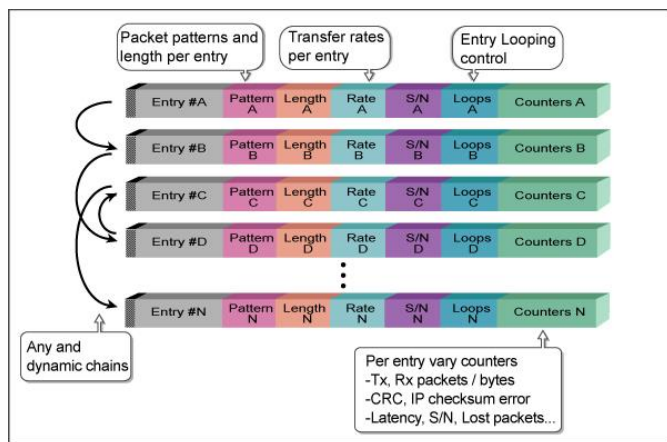 Packet patterns and
length per entry
Transfer rates
per entry
Entry Looping
control
Entry #A Pattern A Length A Rate A S/N A Loops A Counters A
Entry #B Pattern B Length B Rate B S/N B Loops B Counters B
Entry #C Pattern C Length C Rate C S/N C Loops C Counters C
Entry #D Pattern D Length D Rate D S/N D Loops D Counters D
Entry #N Pattern N Length N Rate N S/N N Loops N Counters N
Any and
dynamic chains
Per entry vary counters
-Tx, Rx packets / bytes
-CRC, IP checksum error
-Latency, S/N, Lost packets...